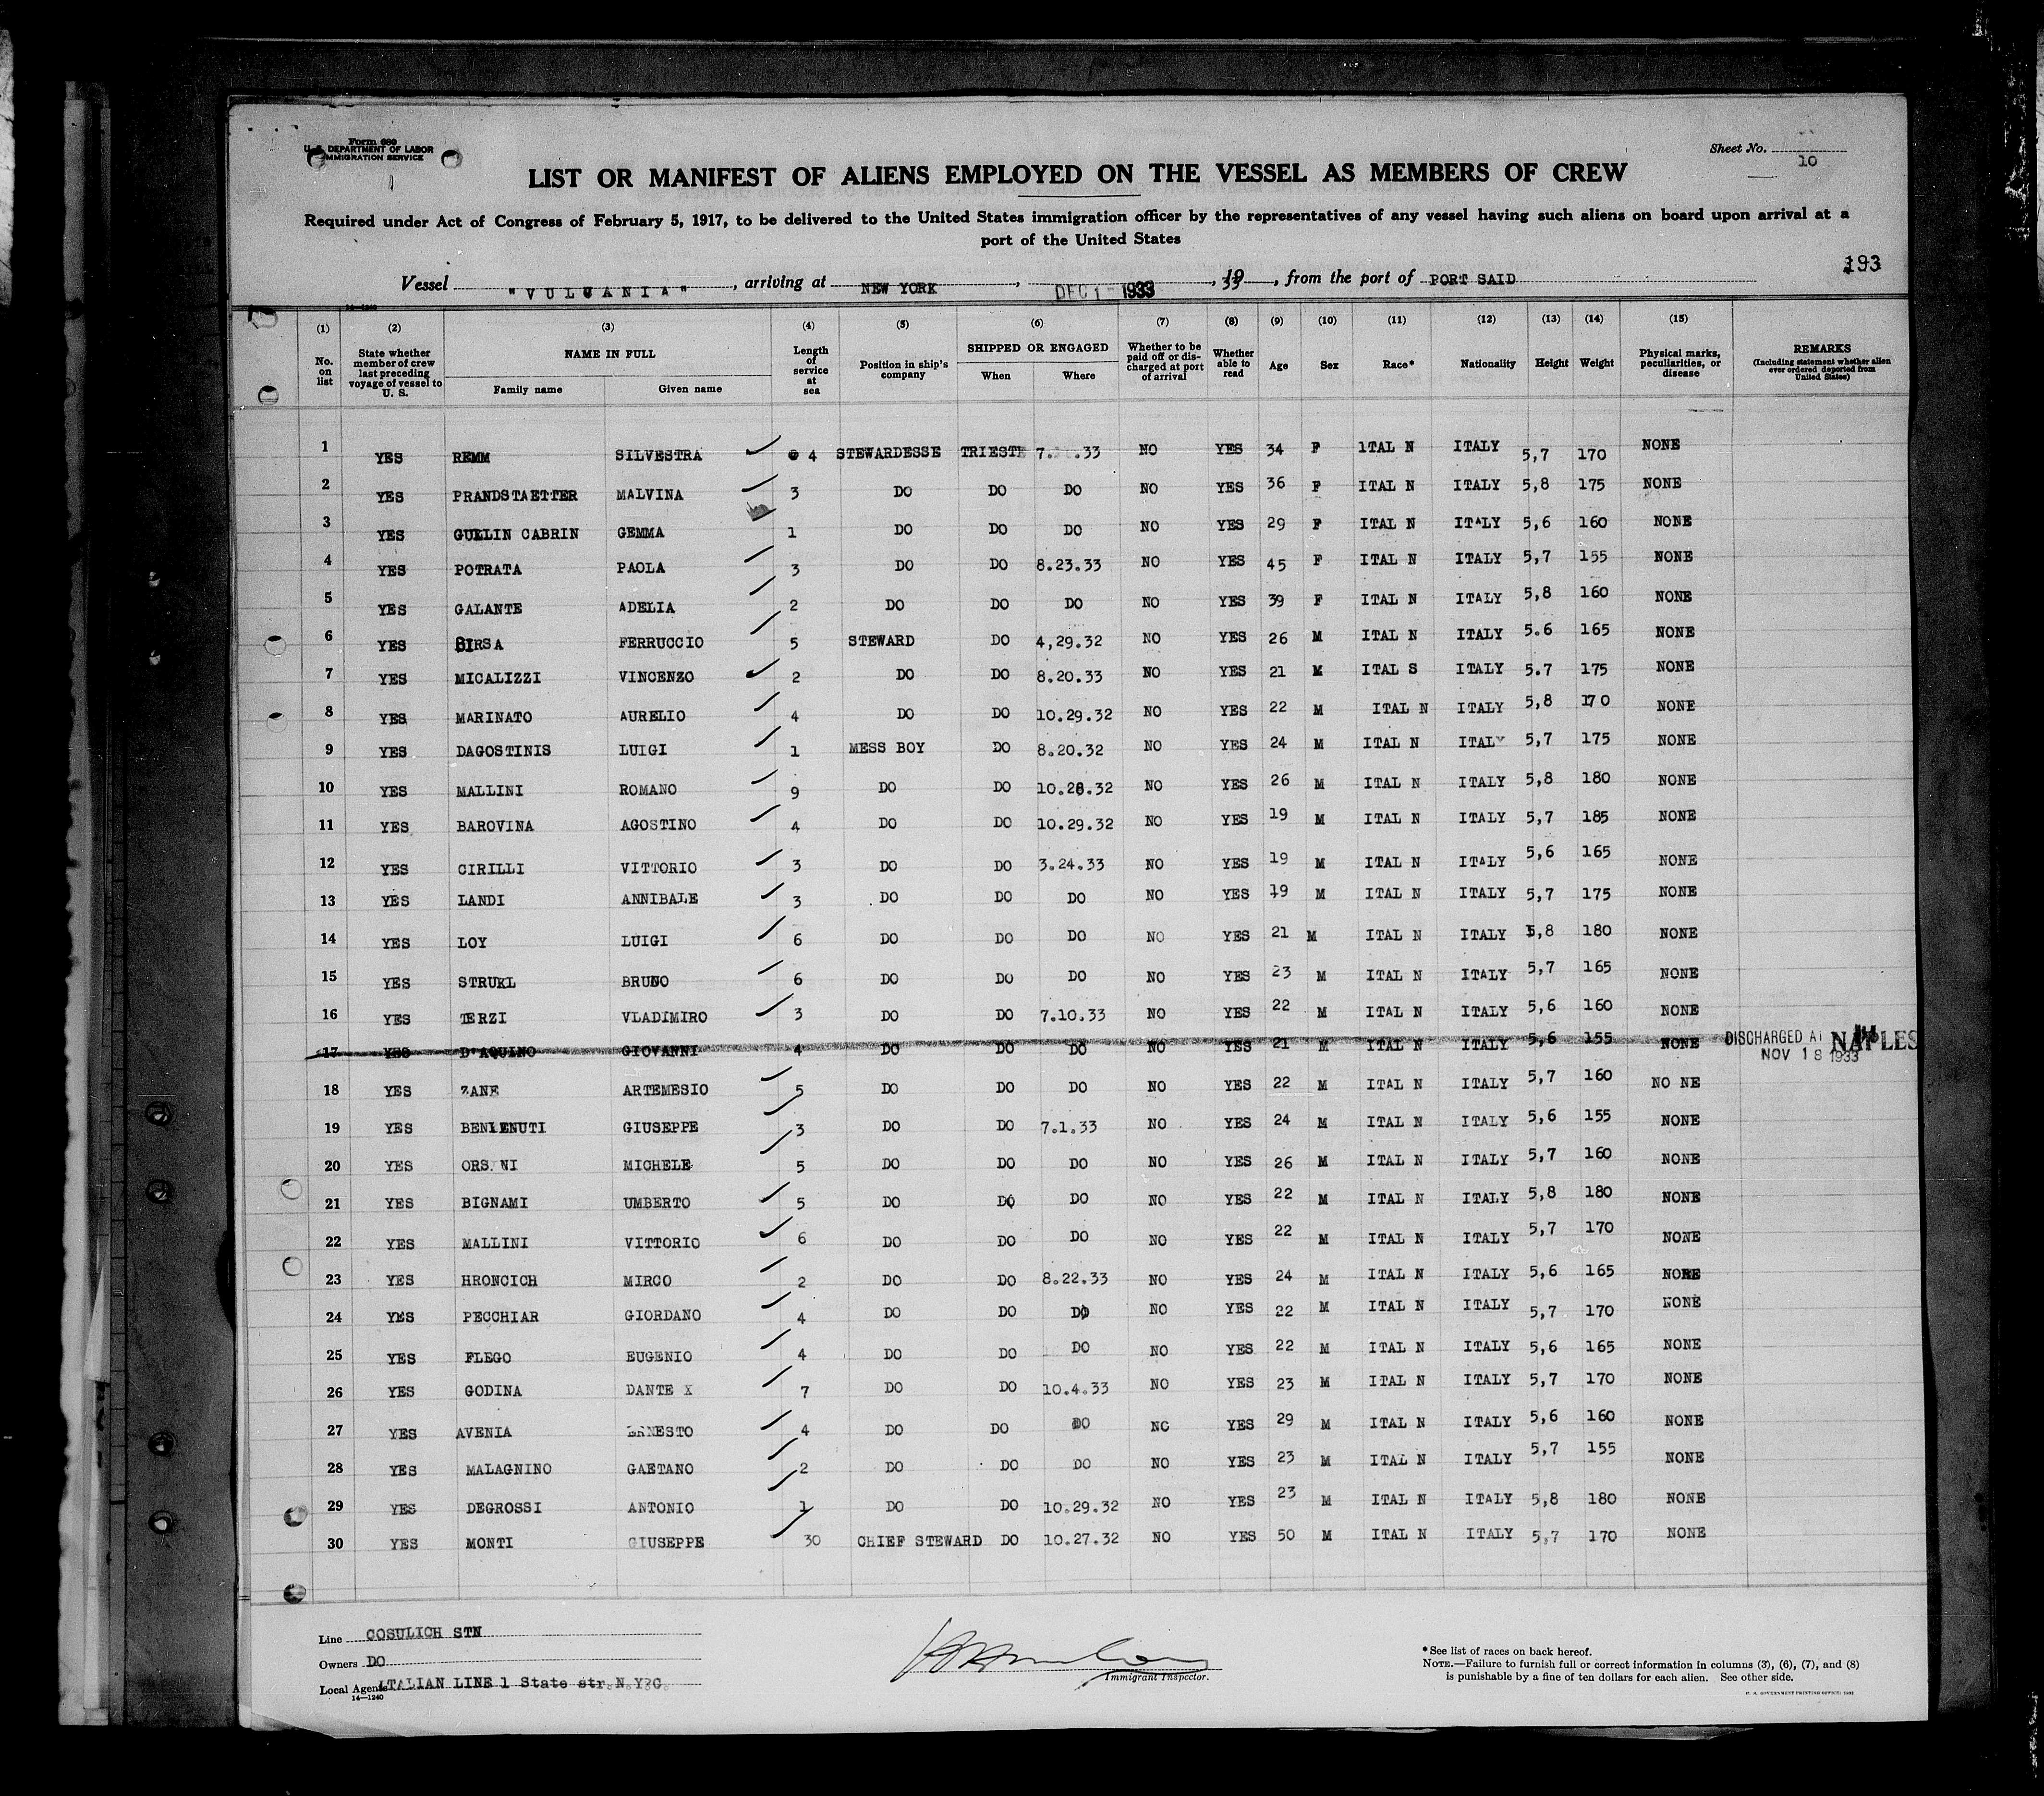 Form 680
U. S. DEPARTMENT OF LABOR
IMMIGRATION SERVICE
Sheet No. 10
LIST OR MANIFEST OF ALIENS EMPLOYED ON THE VESSEL AS MEMBERS OF CREW
Required under Act of Congress of February 5, 1917, to be delivered to the United States immigration officer by the representatives of any vessel having such aliens on board upon arrival at a
port of the United States
193
Vessel "VULCANIA", arriving at NEW YORK, DEC 1 - 1933, 19 33, from the port of PORT SAID
14-1240
(1) (2) (3) (4) (5) (6) (7) (8) (9) (10) (11) (12) (13) (14) (15)
No. on list | State whether member of crew last preceding voyage of vessel to U. S. | NAME IN FULL Family name Given name | Length of service at sea | Position in ship's company | SHIPPED OR ENGAGED When Where | Whether to be paid off or discharged at port of arrival | Whether able to read | Age | Sex | Race* | Nationality | Height | Weight | Physical marks, peculiarities, or disease | REMARKS (Including statement whether alien ever ordered deported from United States)
1 YES REMM SILVESTRA 4 STEWARDESSE TRIESTE 7. .33 NO YES 34 F ITAL N ITALY 5,7 170 NONE
2 YES PRANDSTAETTER MALVINA 3 DO DO DO NO YES 36 F ITAL N ITALY 5,8 175 NONE
3 YES GULLIN CABRIN GEMMA 1 DO DO DO NO YES 29 F ITAL N ITALY 5,6 160 NONE
4 YES POTRATA PAOLA 3 DO DO 8.23.33 NO YES 45 F ITAL N ITALY 5,7 155 NONE
5 YES GALANTE ADELIA 2 DO DO DO NO YES 39 F ITAL N ITALY 5,8 160 NONE
6 YES BIRSA FERRUCCIO 5 STEWARD DO 4,29.32 NO YES 26 M ITAL N ITALY 5.6 165 NONE
7 YES MICALIZZI VINCENZO 2 DO DO 8.20.33 NO YES 21 M ITAL S ITALY 5.7 175 NONE
8 YES MARINATO AURELIO 4 DO DO 10.29.32 NO YES 22 M ITAL N ITALY 5,8 170 NONE
9 YES DAGOSTINIS LUIGI 1 MESS BOY DO 8.20.32 NO YES 24 M ITAL N ITALY 5,7 175 NONE
10 YES MALLINI ROMANO 9 DO DO 10.28.32 NO YES 26 M ITAL N ITALY 5,8 180 NONE
11 YES BAROVINA AGOSTINO 4 DO DO 10.29.32 NO YES 19 M ITAL N ITALY 5,7 185 NONE
12 YES CIRILLI VITTORIO 3 DO DO 3.24.33 NO YES 19 M ITAL N ITALY 5,6 165 NONE
13 YES LANDI ANNIBALE 3 DO DO DO NO YES 19 M ITAL N ITALY 5,7 175 NONE
14 YES LOY LUIGI 6 DO DO DO NO YES 21 M ITAL N ITALY 5,8 180 NONE
15 YES STRUKL BRUNO 6 DO DO DO NO YES 23 M ITAL N ITALY 5,7 165 NONE
16 YES TERZI VLADIMIRO 3 DO DO 7.10.33 NO YES 22 M ITAL N ITALY 5,6 160 NONE
17 YES D'AQUINO GIOVANNI 4 DO DO DO NO YES 21 M ITAL N ITALY 5,6 155 NONE DISCHARGED AT NAPLES
NOV 18 1933
18 YES ZANE ARTEMESIO 5 DO DO DO NO YES 22 M ITAL N ITALY 5,7 160 NO NE
19 YES BENVENUTI GIUSEPPE 3 DO DO 7.1.33 NO YES 24 M ITAL N ITALY 5,6 155 NONE
20 YES MICHELE 5 DO DO DO NO YES 26 M ITAL N ITALY 5,7 160 NONE
21 YES BIGNAMI UMBERTO 5 DO DO DO NO YES 22 M ITAL N ITALY 5,8 180 NONE
22 YES MALLINI VITTORIO 6 DO DO DO NO YES 22 M ITAL N ITALY 5,7 170 NONE
23 YES HRONCICH MIRCO 2 DO DO 8.22.33 NO YES 24 M ITAL N ITALY 5,6 165 NONE
24 YES PECCHIAR GIORDANO 4 DO DO DO NO YES 22 M ITAL N ITALY 5,7 170 NONE
25 YES FLEGO EUGENIO 4 DO DO DO NO YES 22 M ITAL N ITALY 5,6 165 NONE
26 YES GODINA DANTE X 7 DO DO 10.4.33 NO YES 23 M ITAL N ITALY 5,7 170 NONE
27 YES AVENIA ERNESTO 4 DO DO DO NO YES 29 M ITAL N ITALY 5,6 160 NONE
28 YES MALAGNINO GAETANO 2 DO DO DO NO YES 23 M ITAL N ITALY 5,7 155 NONE
29 YES DEGROSSI ANTONIO 1 DO DO 10.29.32 NO YES 23 M ITAL N ITALY 5,8 180 NONE
30 YES MONTI GIUSEPPE 30 CHIEF STEWARD DO 10.27.32 NO YES 50 M ITAL N ITALY 5,7 170 NONE
Line COSULICH STN
Owners DO
Local Agents ITALIAN LINE 1 State str. N.Y.
14-1240
Immigrant Inspector.
*See list of races on back hereof.
NOTE.—Failure to furnish full or correct information in columns (3), (6), (7), and (8)
is punishable by a fine of ten dollars for each alien. See other side.